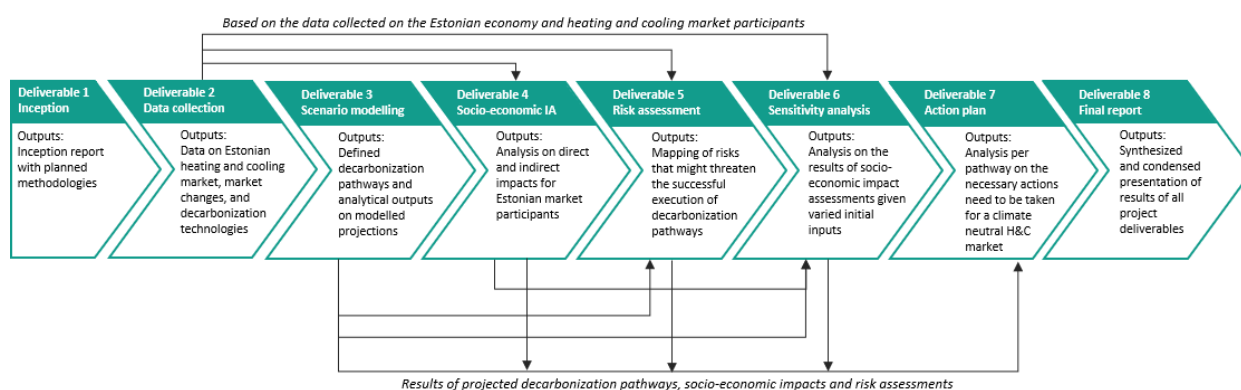 Based on the data collected on the Estonian economy and heating and cooling market participants
Deliverable 1
Inception
Outputs:
Inception report
with planned
methodologies
Deliverable 2
Data collection
Outputs:
Data on Estonian
heating and cooling
market, market
changes, and
decarbonization
technologies
Deliverable 3
Scenario modelling
Outputs:
Defined
decarbonization
pathways and
analytical outputs
on modelled
projections
Deliverable 4
Socio-economic IA
Outputs:
Analysis on direct
and indirect
impacts for
Estonian market
participants
Deliverable 5
Risk assessment
Outputs:
Mapping of risks
that might threaten
the successful
execution of
decarbonization
pathways
Deliverable 6
Sensitivity analysis
Outputs:
Analysis on the
results of socio-
economic impact
assessments given
varied initial
inputs
Deliverable 7
Action plan
Outputs:
Analysis per
pathway on the
necessary actions
need to be taken
for a climate
neutral H&C
market
Deliverable 8
Final report
Outputs:
Synthesized
and condensed
presentation of
results of all
project
deliverables
Results of projected decarbonization pathways, socio-economic impacts and risk assessments